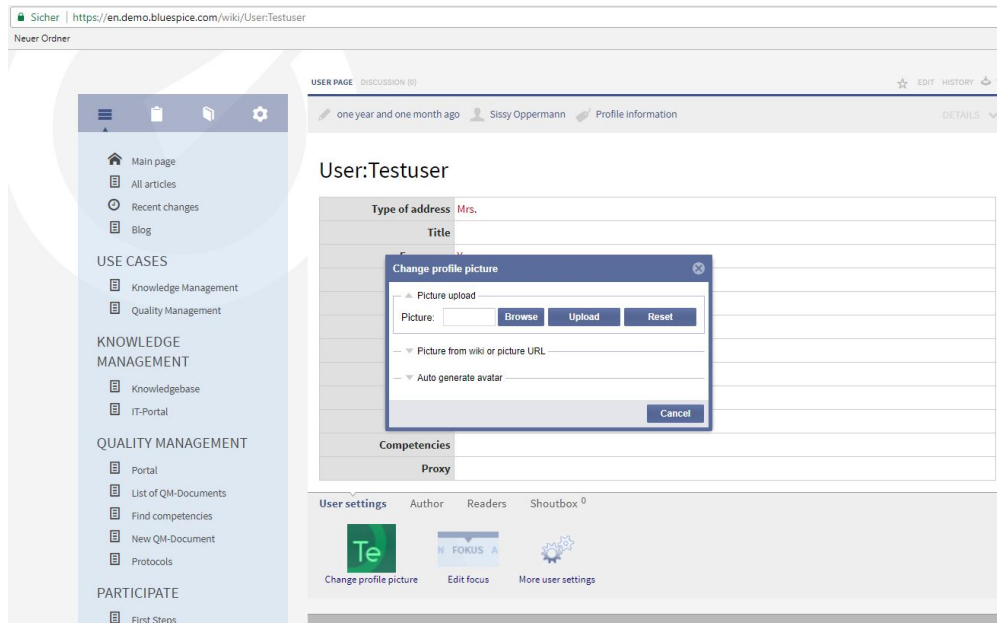 Sicher | https://en.demo.bluespice.com/wiki/User:Testuser
Neuer Ordner
USER PAGE DISCUSSION (0)
EDIT HISTORY
one year and one month ago Sissy Oppermann Profile information
DETAILS
Main page
All articles
Recent changes
Blog
USE CASES
Knowledge Management
Quality Management
KNOWLEDGE
MANAGEMENT
Knowledgebase
IT-Portal
QUALITY MANAGEMENT
Portal
List of QM-Documents
Find competencies
New QM-Document
Protocols
PARTICIPATE
First Steps
User:Testuser
Type of address Mrs.
Title
Change profile picture
Picture upload
Picture: Browse Upload Reset
Picture from wiki or picture URL
Auto generate avatar
Cancel
Competencies
Proxy
User settings Author Readers Shoutbox 0
Te
N FOKUS A
Change profile picture Edit focus More user settings